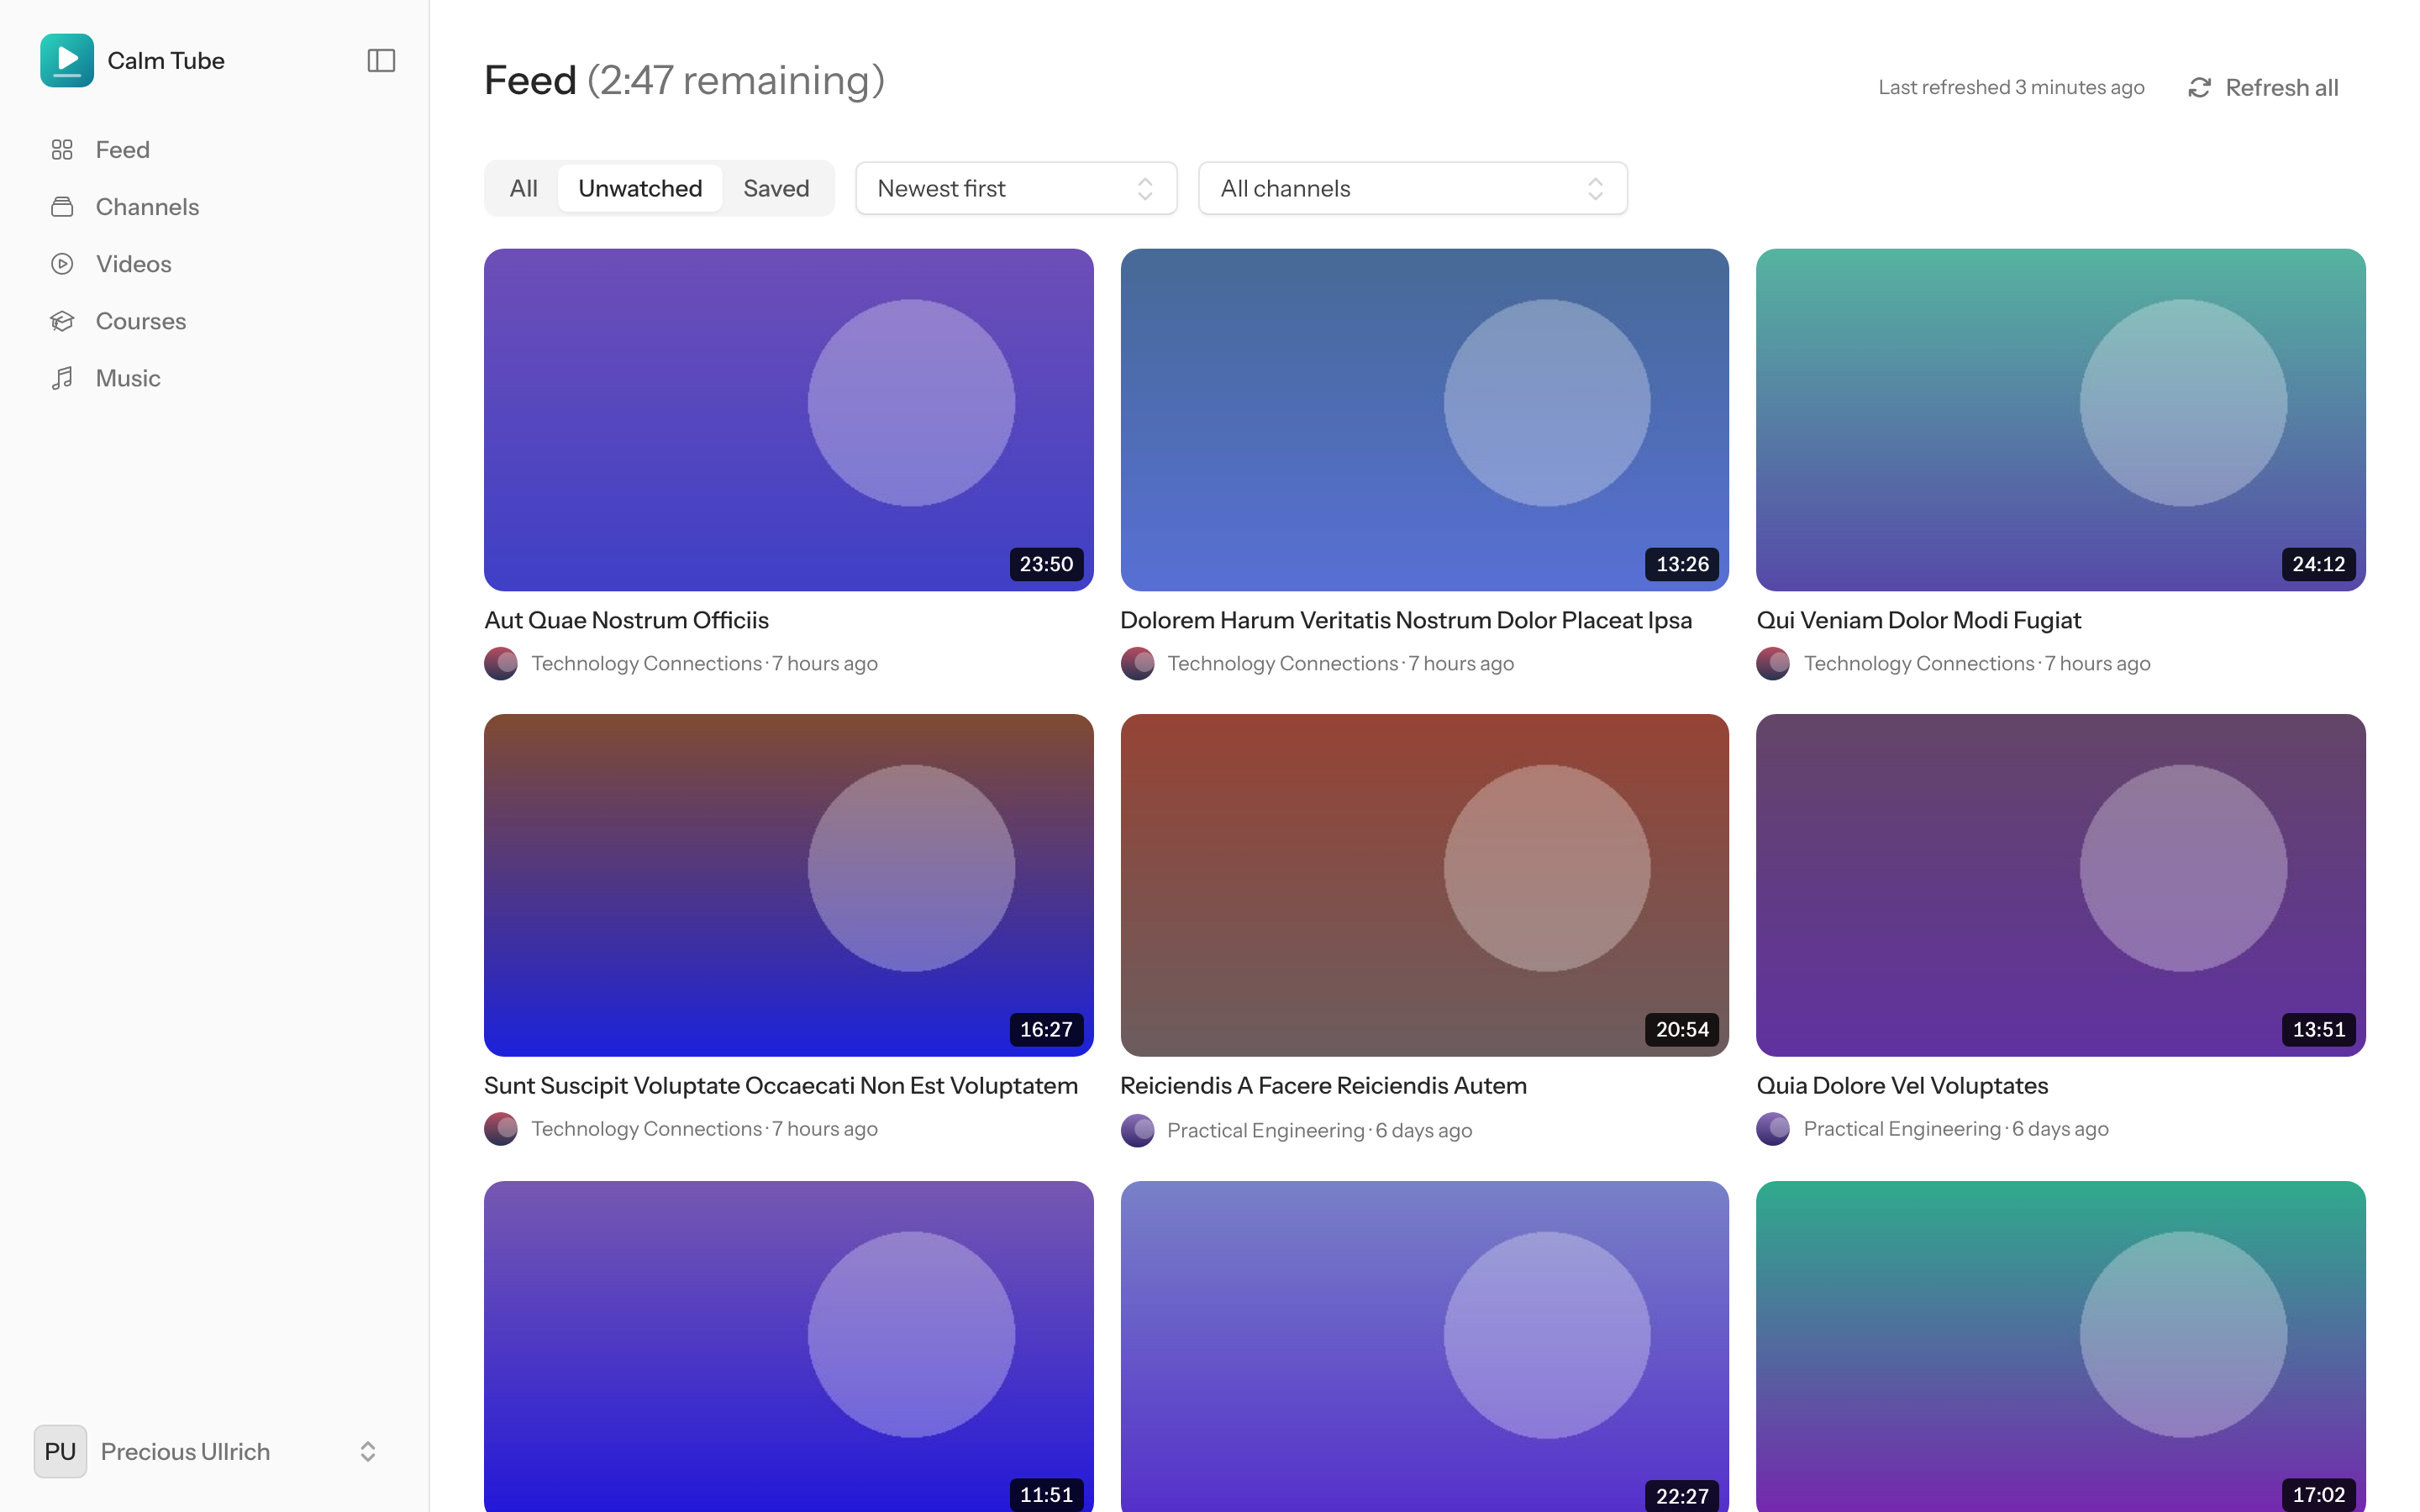 Calm Tube
Feed
Channels
Videos
Courses
Music
PU Precious Ullrich
Feed (2:47 remaining)
Last refreshed 3 minutes ago
Refresh all
All
Unwatched
Saved
Newest first
All channels
23:50
Aut Quae Nostrum Officiis
Technology Connections · 7 hours ago
13:26
Dolorem Harum Veritatis Nostrum Dolor Placeat Ipsa
Technology Connections · 7 hours ago
24:12
Qui Veniam Dolor Modi Fugiat
Technology Connections · 7 hours ago
16:27
Sunt Suscipit Voluptate Occaecati Non Est Voluptatem
Technology Connections · 7 hours ago
20:54
Reiciendis A Facere Reiciendis Autem
Practical Engineering · 6 days ago
13:51
Quia Dolore Vel Voluptates
Practical Engineering · 6 days ago
11:51
22:27
17:02